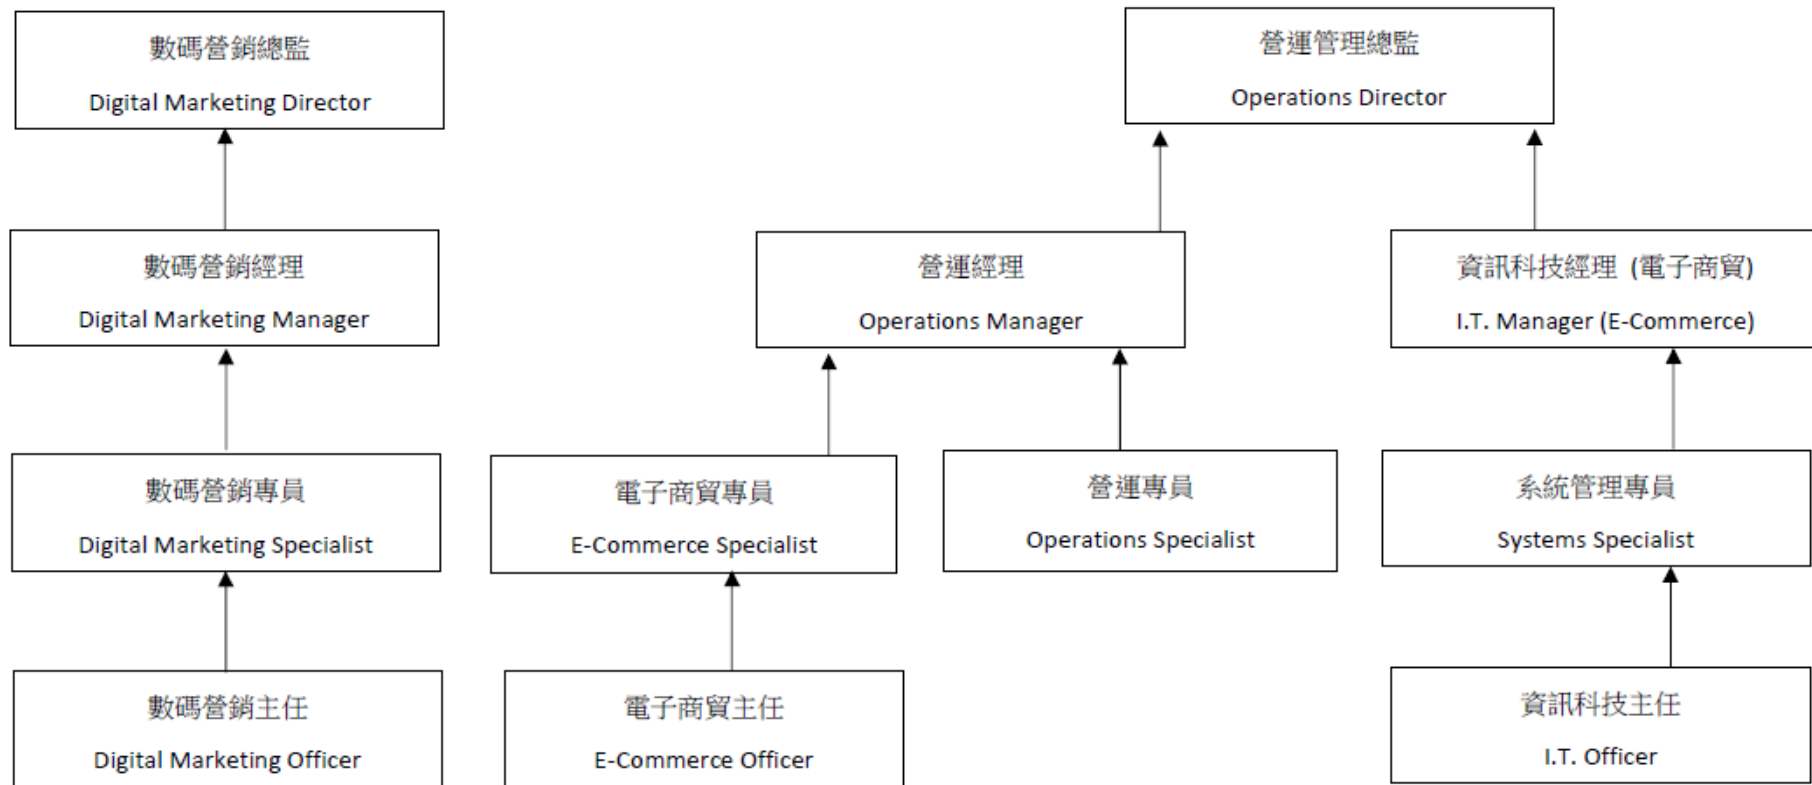 數碼營銷總監
Digital Marketing Director
營運管理總監
Operations Director
數碼營銷經理
Digital Marketing Manager
營運經理
Operations Manager
資訊科技經理 (電子商貿)
I.T. Manager (E-Commerce)
數碼營銷專員
Digital Marketing Specialist
電子商貿專員
E-Commerce Specialist
營運專員
Operations Specialist
系統管理專員
Systems Specialist
數碼營銷主任
Digital Marketing Officer
電子商貿主任
E-Commerce Officer
資訊科技主任
I.T. Officer